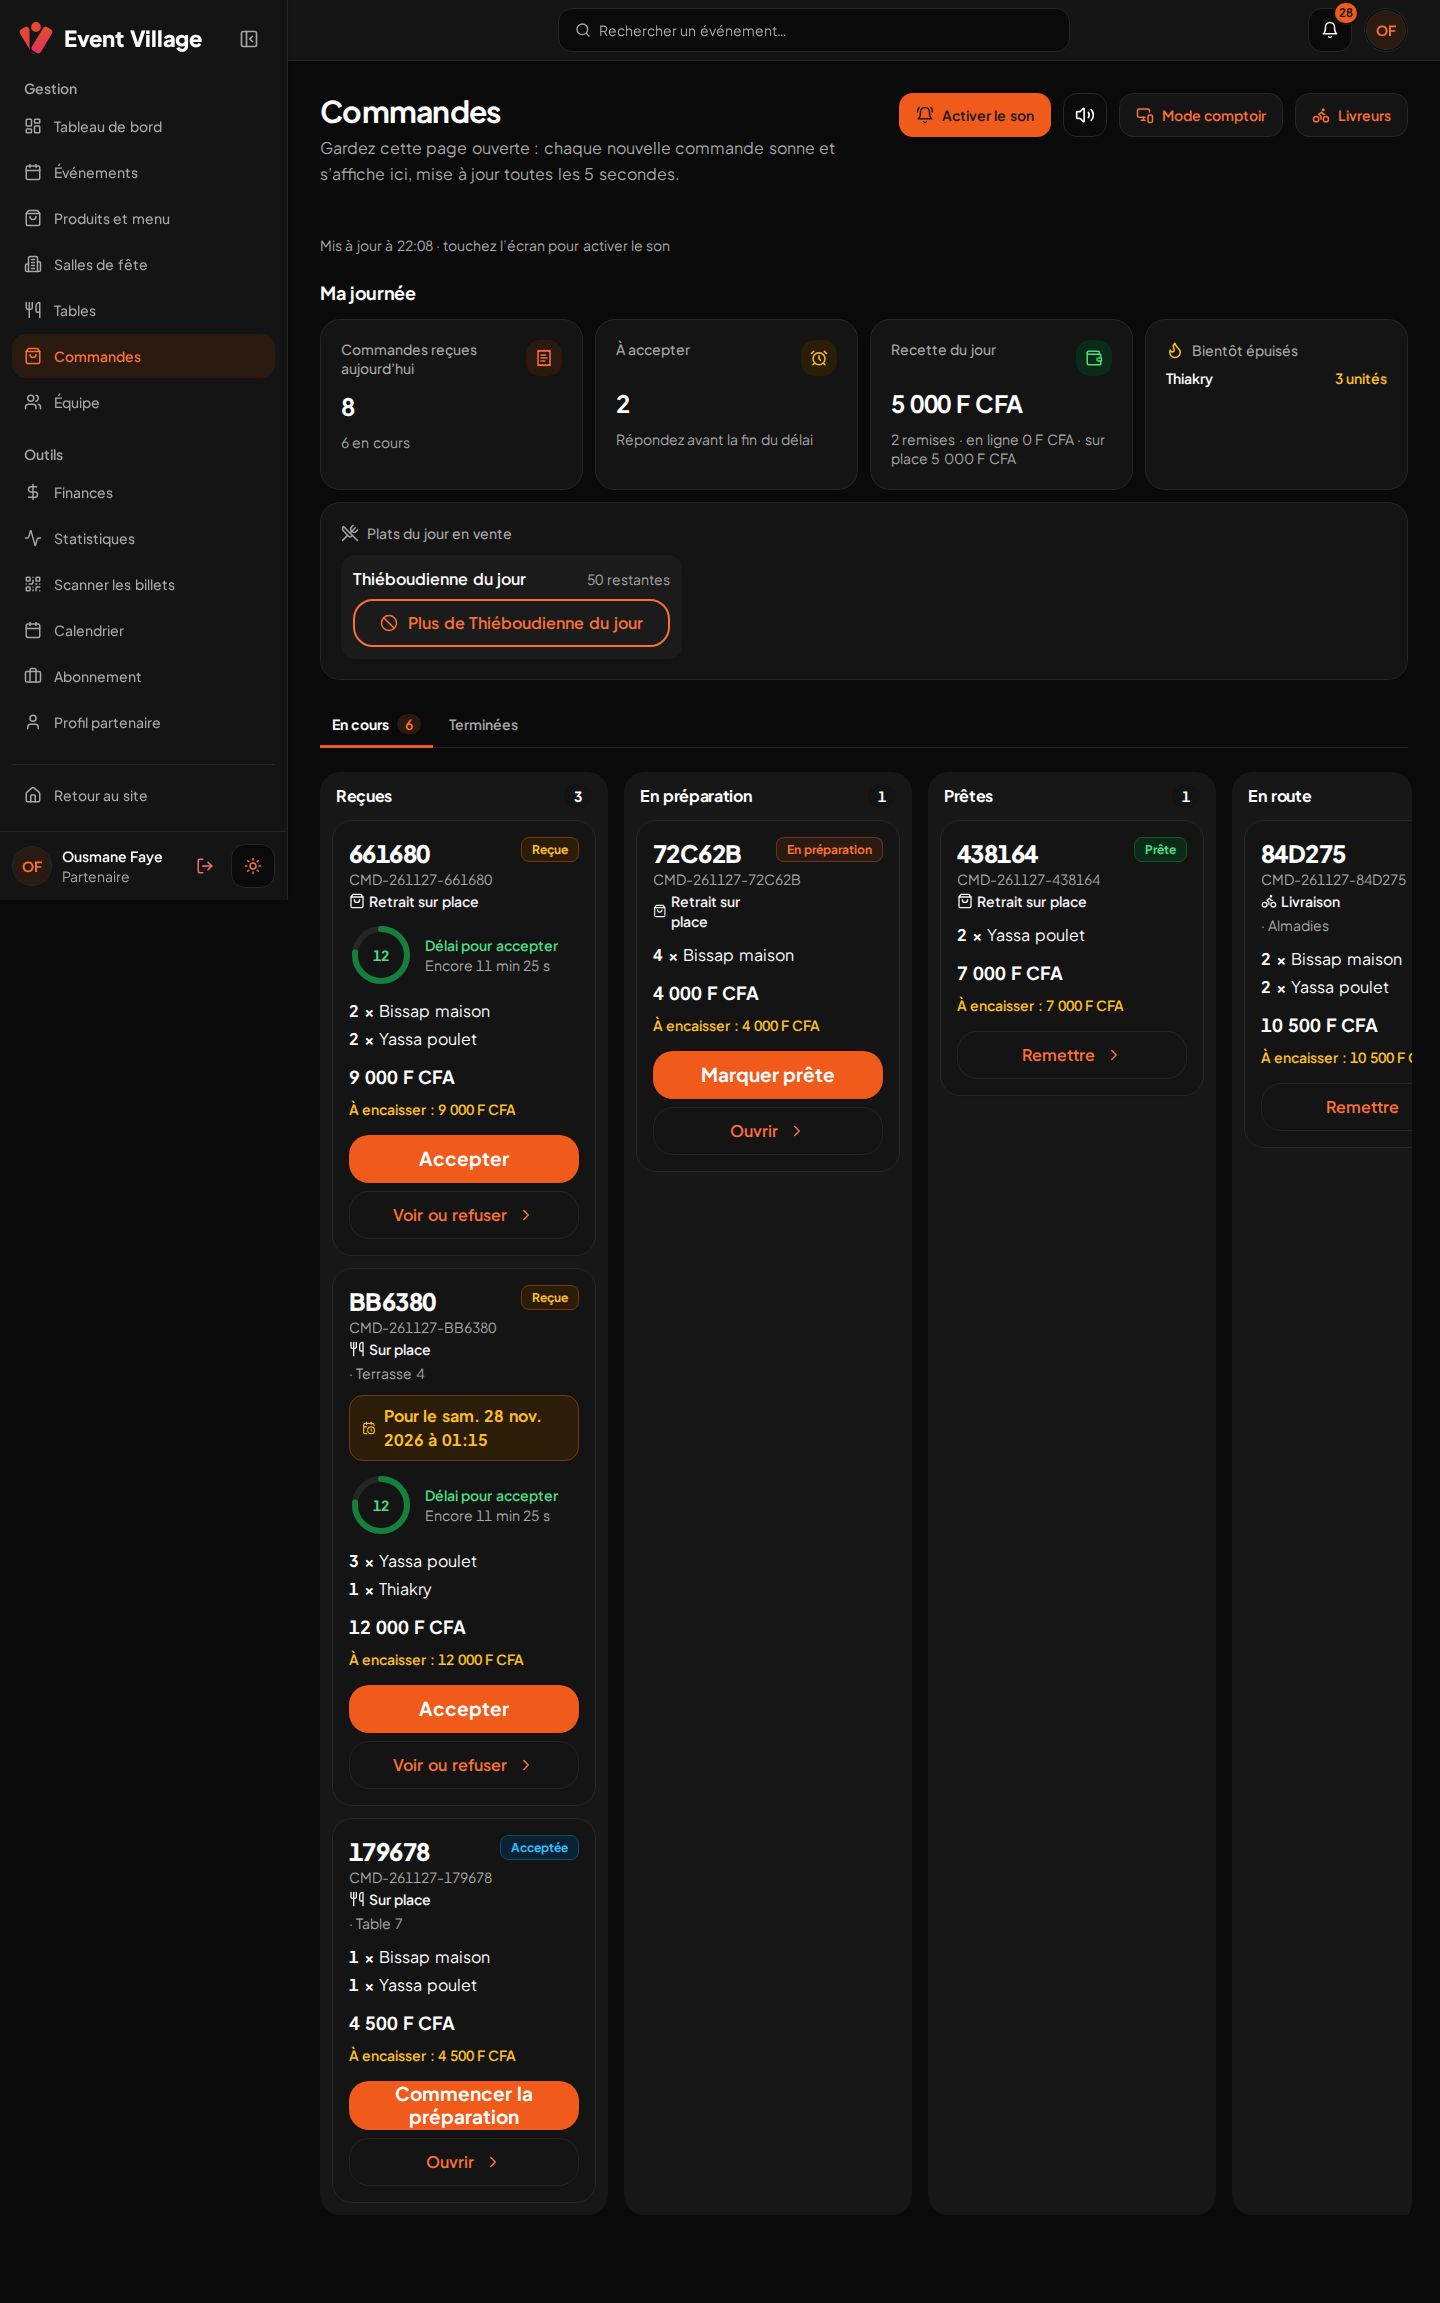 Event Village
Gestion
Tableau de bord
Événements
Produits et menu
Salles de fête
Tables
Commandes
Équipe
Outils
Finances
Statistiques
Scanner les billets
Calendrier
Abonnement
Profil partenaire
Retour au site
OF
Ousmane Faye
Partenaire
Rechercher un événement...
28
OF
Commandes
Gardez cette page ouverte : chaque nouvelle commande sonne et
s'affiche ici, mise à jour toutes les 5 secondes.
Activer le son
Mode comptoir
Livreurs
Mis à jour à 22:08 · touchez l'écran pour activer le son
Ma journée
Commandes reçues
aujourd'hui
8
6 en cours
À accepter
2
Répondez avant la fin du délai
Recette du jour
5 000 F CFA
2 remises · en ligne 0 F CFA · sur
place 5 000 F CFA
Bientôt épuisés
Thiakry 3 unités
Plats du jour en vente
Thiéboudienne du jour 50 restantes
Plus de Thiéboudienne du jour
En cours 6
Terminées
Reçues 3
661680 Reçue
CMD-261127-661680
Retrait sur place
12
Délai pour accepter
Encore 11 min 25 s
2 × Bissap maison
2 × Yassa poulet
9 000 F CFA
À encaisser : 9 000 F CFA
Accepter
Voir ou refuser
BB6380 Reçue
CMD-261127-BB6380
Sur place
· Terrasse 4
Pour le sam. 28 nov.
2026 à 01:15
12
Délai pour accepter
Encore 11 min 25 s
3 × Yassa poulet
1 × Thiakry
12 000 F CFA
À encaisser : 12 000 F CFA
Accepter
Voir ou refuser
179678 Acceptée
CMD-261127-179678
Sur place
· Table 7
1 × Bissap maison
1 × Yassa poulet
4 500 F CFA
À encaisser : 4 500 F CFA
Commencer la
préparation
Ouvrir
En préparation 1
72C62B En préparation
CMD-261127-72C62B
Retrait sur
place
4 × Bissap maison
4 000 F CFA
À encaisser : 4 000 F CFA
Marquer prête
Ouvrir
Prêtes 1
438164 Prête
CMD-261127-438164
Retrait sur place
2 × Yassa poulet
7 000 F CFA
À encaisser : 7 000 F CFA
Remettre
En route
84D275
CMD-261127-84D275
Livraison
· Almadies
2 × Bissap maison
2 × Yassa poulet
10 500 F CFA
À encaisser : 10 500 F
Remettre